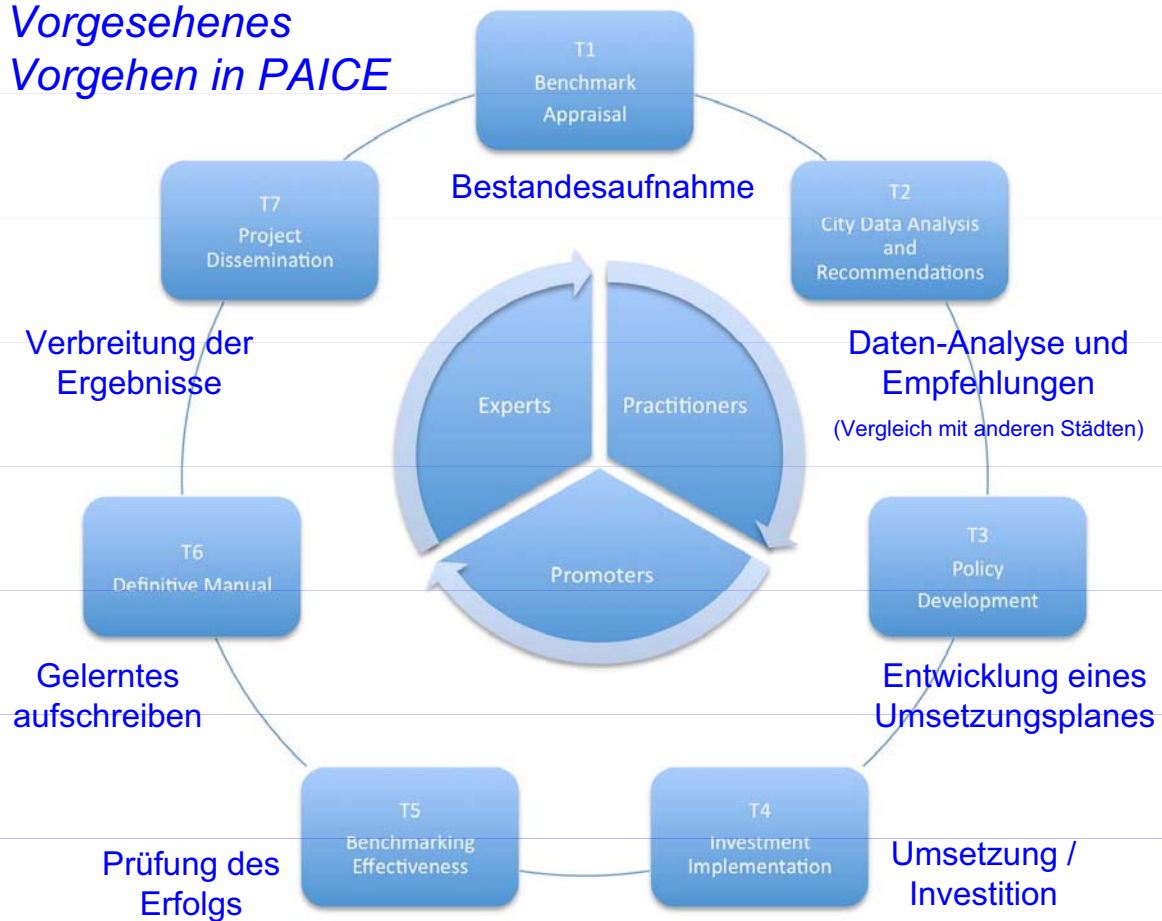 Vorgesehenes
Vorgehen in PAICE
T1
Benchmark
Appraisal
Bestandesaufnahme
T2
City Data Analysis
and
Recommendations
Daten-Analyse und
Empfehlungen
(Vergleich mit anderen Städten)
T3
Policy
Development
Entwicklung eines
Umsetzungsplanes
T4
Investment
Implementation
Umsetzung /
Investition
T5
Benchmarking
Effectiveness
Prüfung des
Erfolgs
T6
Definitive Manual
Gelerntes
aufschreiben
T7
Project
Dissemination
Verbreitung der
Ergebnisse
Experts
Practitioners
Promoters